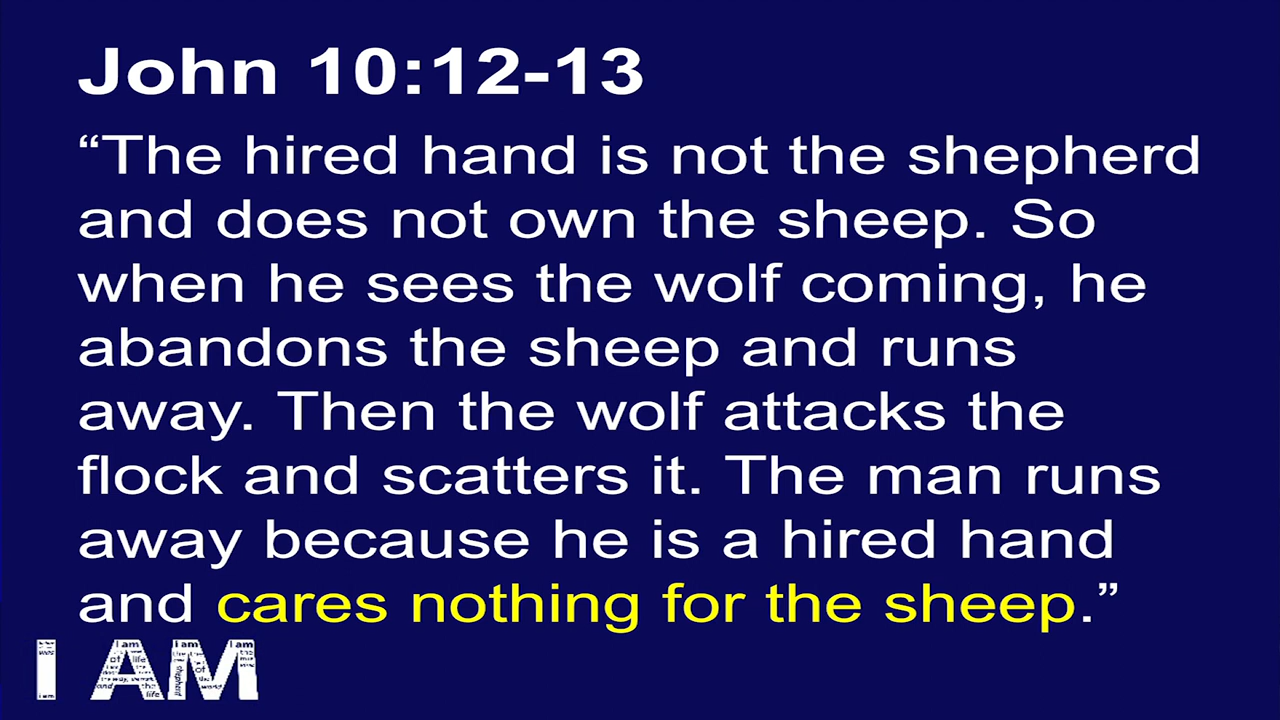 John 10:12-13
“The hired hand is not the shepherd
and does not own the sheep. So
when he sees the wolf coming, he
abandons the sheep and runs
away. Then the wolf attacks the
flock and scatters it. The man runs
away because he is a hired hand
and cares nothing for the sheep.”
I AM